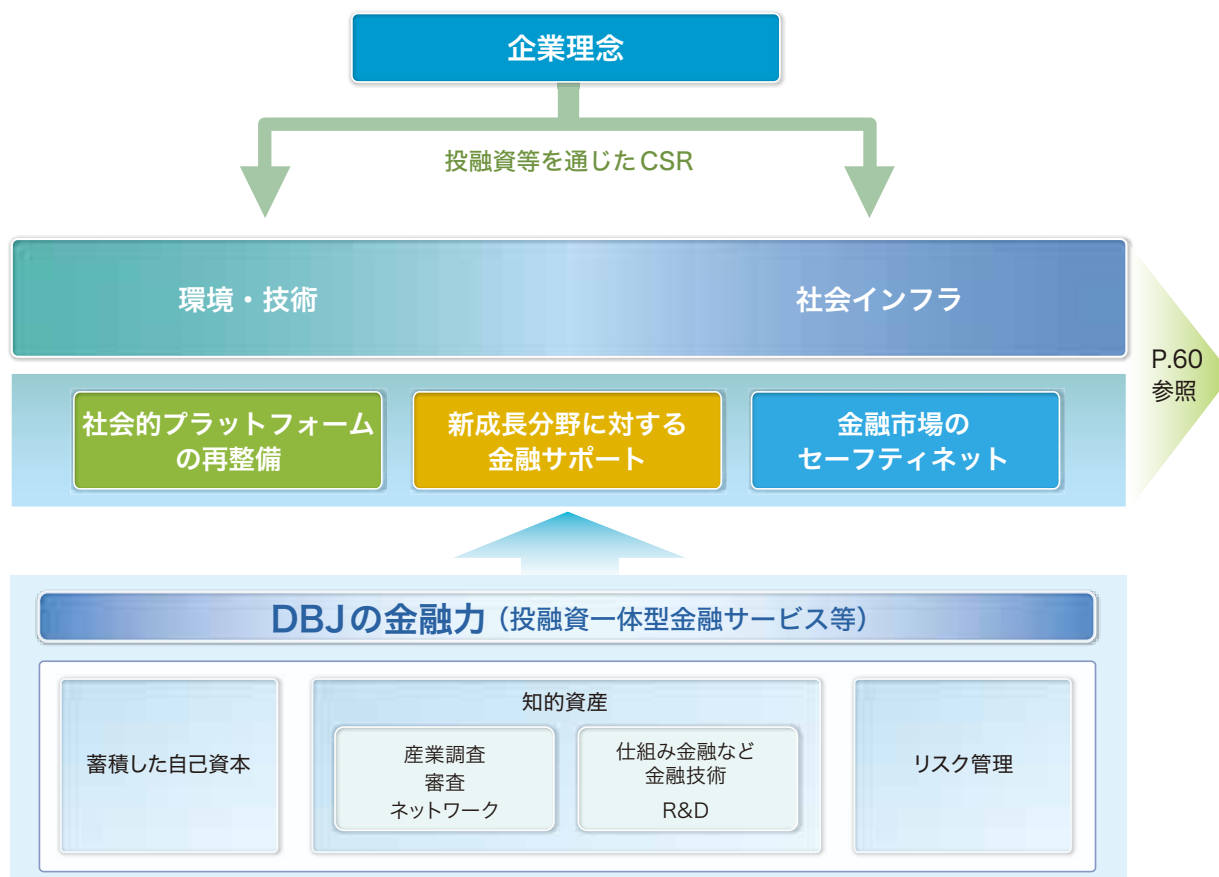 企業理念
投融資等を通じたCSR
環境・技術
社会インフラ
P.60
参照
社会的プラットフォーム
の再整備
新成長分野に対する
金融サポート
金融市場の
セーフティネット
DBJの金融力（投融資一体型金融サービス等）
蓄積した自己資本
知的資産
産業調査
審査
ネットワーク
仕組み金融など
金融技術
R&D
リスク管理